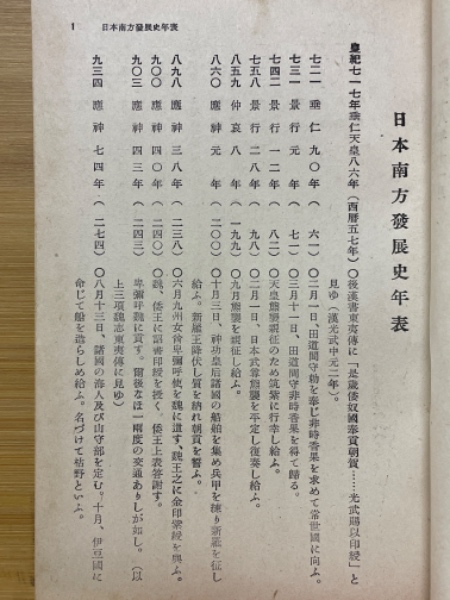 1 日本南方發展史年表
日本南方發展史年表
皇紀七一七年垂仁天皇八六年（西曆五七年）〇後漢書東夷傳に「是歲倭奴國奉貢朝賀……光武賜以印綬」と
見ゆ（漢光武中元二年）。
七二一 垂仁 九〇年（ 六一）〇二月一日、田道間守勅を奉じ非時香果を求めて常世國に向ふ。
七三一 景行 元年（ 七一）〇三月十一日、田道間守非時香果を得て歸る。
七四二 景行 一二年（ 八二）〇天皇熊襲親征のため筑紫に行幸し給ふ。
七五八 景行 二八年（ 九八）〇二月一日、日本武尊熊襲を平定し復奏し給ふ。
八五九 仲哀 八年（ 一九九）〇九月熊襲を親征し給ふ。
八六〇 應神 元年（二〇〇）〇十月三日、神功皇后諸國の船舶を集め兵甲を練り新羅を征し
給ふ。新羅王降伏し質を納れ朝貢を誓ふ。
八九八 應神 三八年（二三八）〇六月九州女酋卑彌呼使を魏に遣す、魏王之に金印紫綬を與ふ。
九〇〇 應神 四〇年（二四〇）〇魏、倭王に詔書印綬を授く。倭王上表答謝す。
九〇三 應神 四三年（二四三）卑彌呼魏に貢す。爾後なほ一兩度の交通ありしが如し。（以
上三項魏志東夷傳に見ゆ）
九三四 應神 七四年（二七四）〇八月十三日、諸國の海人及び山守部を定む。十月、伊豆國に
命じて船を造らしめ給ふ。名づけて枯野といふ。